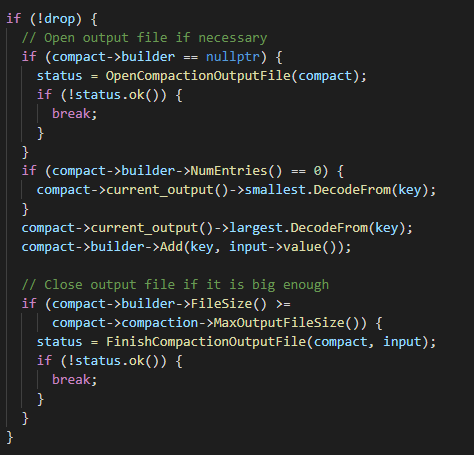 if (!drop) {
  // Open output file if necessary
  if (compact->builder == nullptr) {
    status = OpenCompactionOutputFile(compact);
    if (!status.ok()) {
      break;
    }
  }
  if (compact->builder->NumEntries() == 0) {
    compact->current_output()->smallest.DecodeFrom(key);
  }
  compact->current_output()->largest.DecodeFrom(key);
  compact->builder->Add(key, input->value());

  // Close output file if it is big enough
  if (compact->builder->FileSize() >=
      compact->compaction->MaxOutputFileSize()) {
    status = FinishCompactionOutputFile(compact, input);
    if (!status.ok()) {
      break;
    }
  }
}